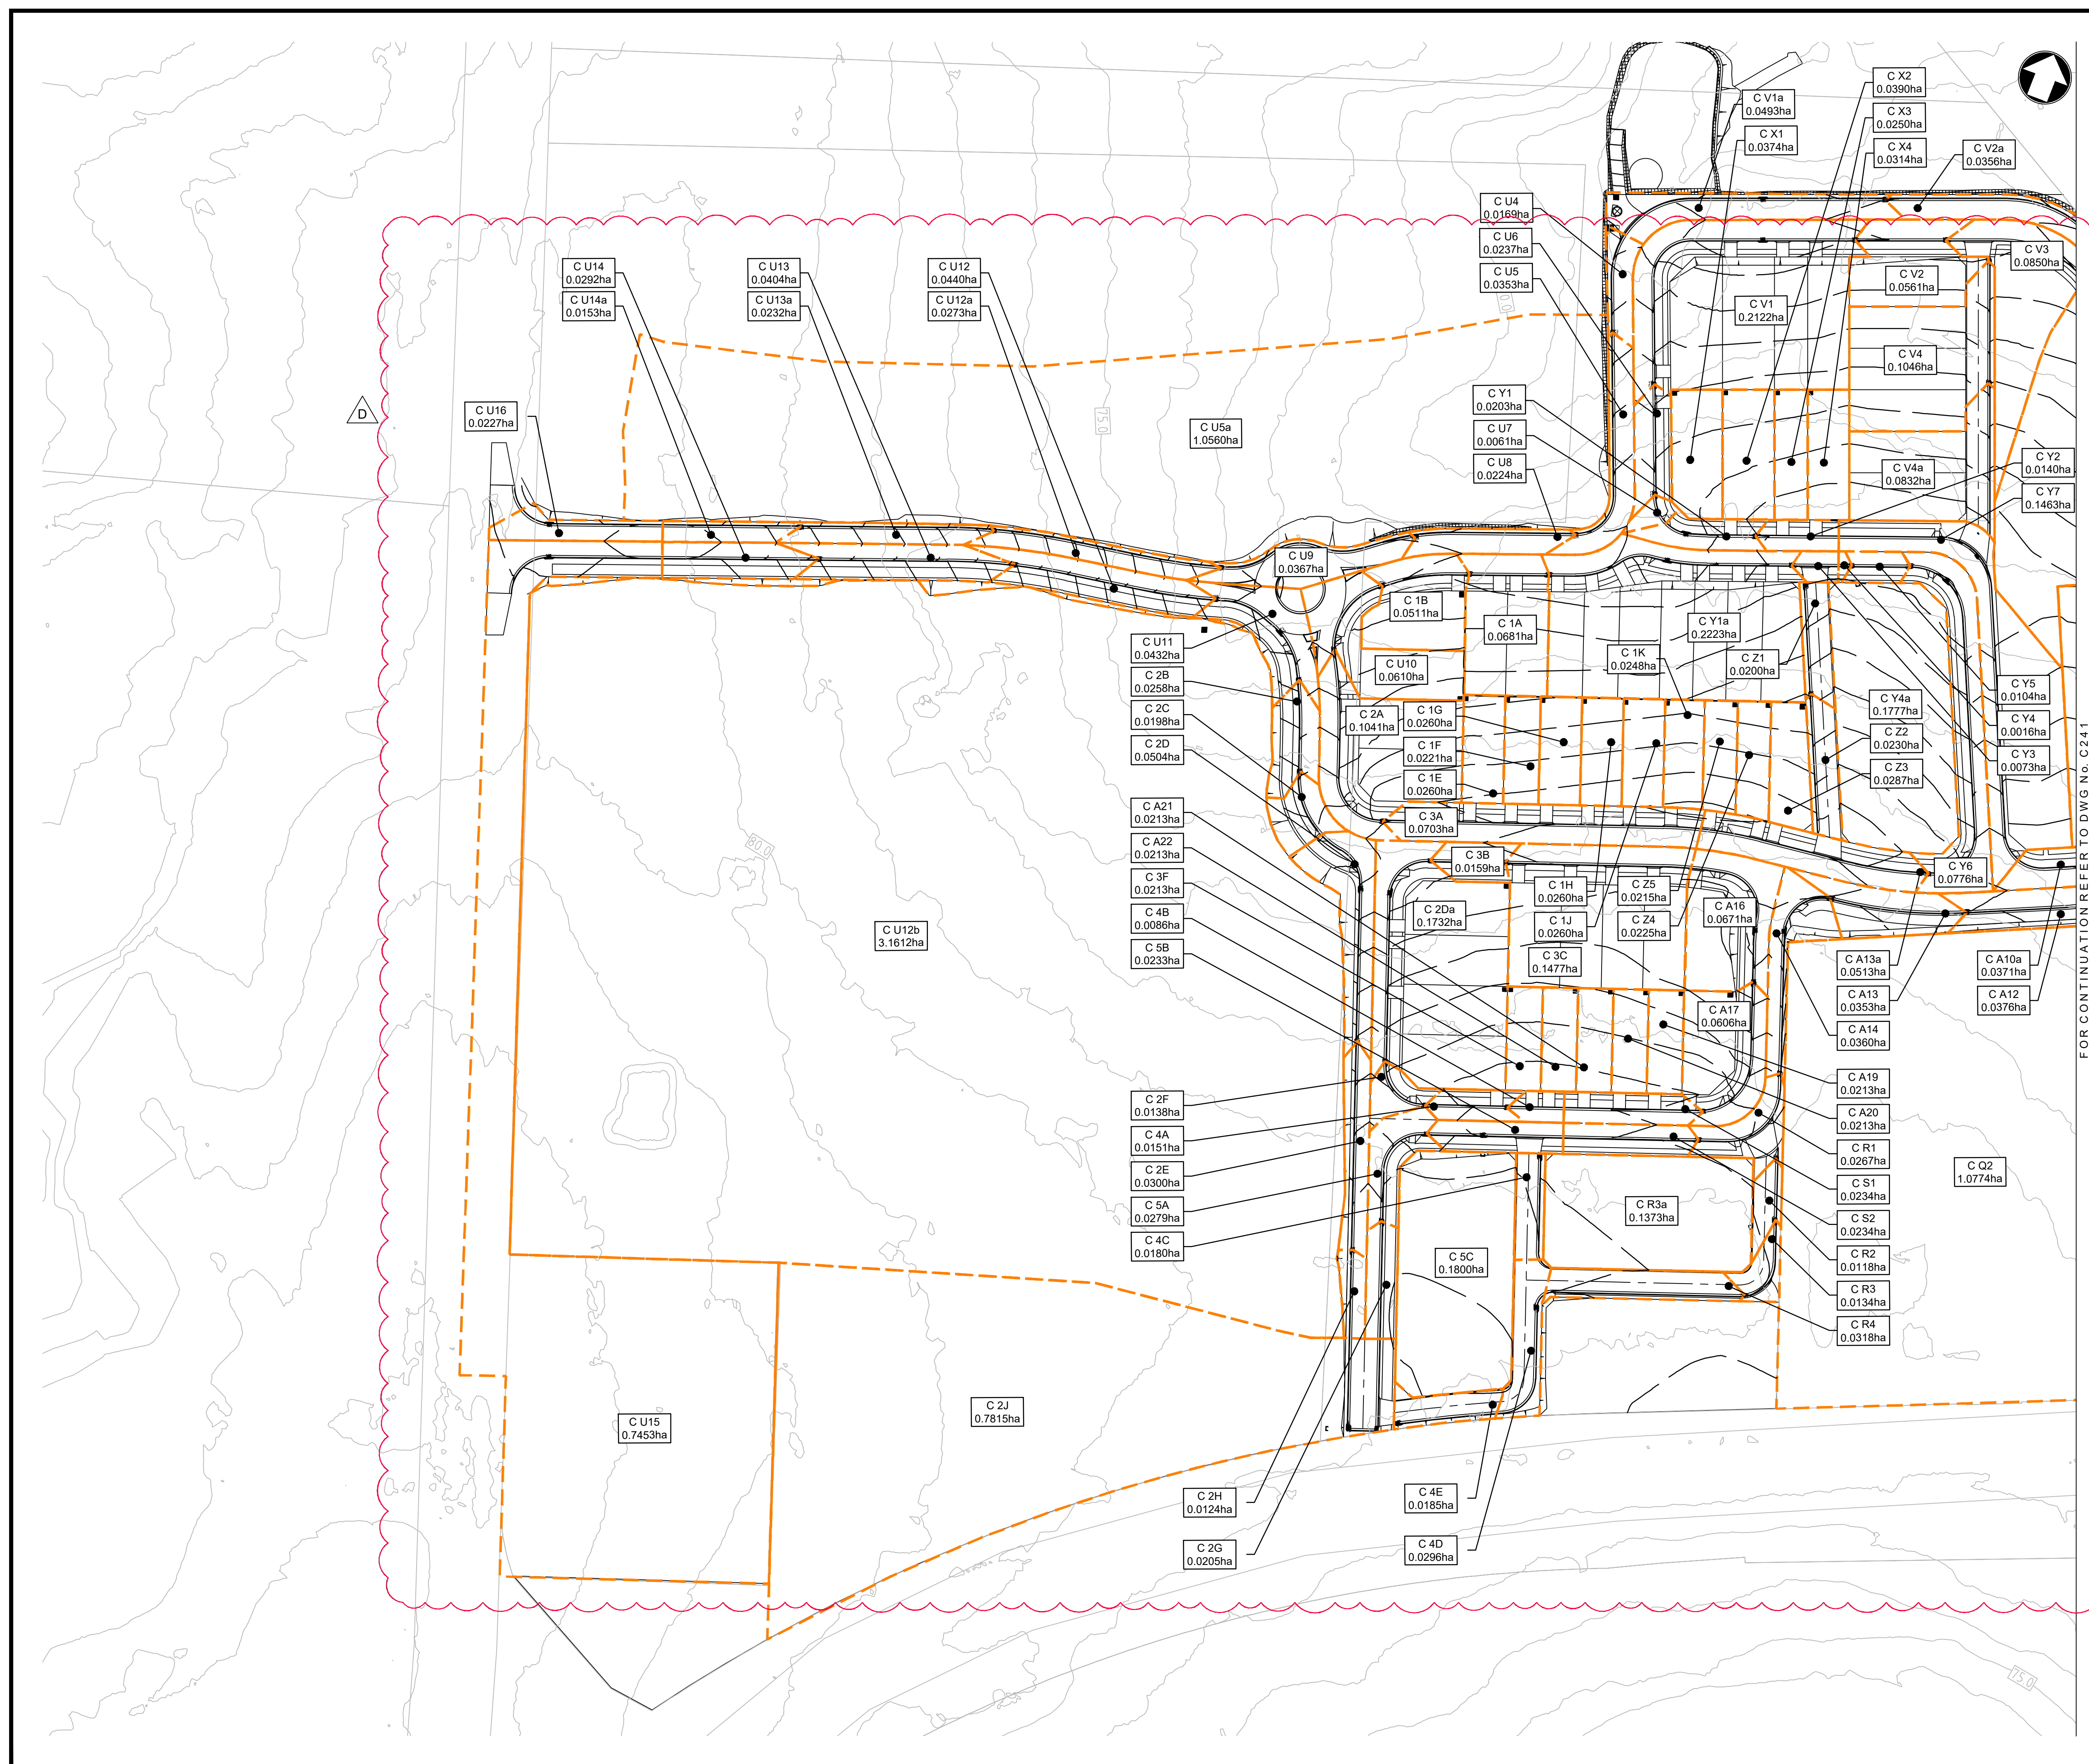 C X2
0.0390ha
C V1a
0.0493ha
C X3
0.0250ha
C X1
0.0374ha
C X4
0.0314ha
C V2a
0.0356ha
C U4
0.0169ha
C U6
0.0237ha
C U5
0.0353ha
C V3
0.0850ha
C V2
0.0561ha
C V1
0.2122ha
C V4
0.1046ha
C U14
0.0292ha
C U14a
0.0153ha
C U13
0.0404ha
C U13a
0.0232ha
C U12
0.0440ha
C U12a
0.0273ha
D
C U16
0.0227ha
75.0
C U5a
1.0560ha
C Y1
0.0203ha
C U7
0.0061ha
C U8
0.0224ha
C V4a
0.0832ha
C Y2
0.0140ha
C Y7
0.1463ha
C U9
0.0367ha
C 1B
0.0511ha
C 1A
0.0681ha
C Y1a
0.2223ha
C 1K
0.0248ha
C Z1
0.0200ha
C U10
0.0610ha
C U11
0.0432ha
C 2B
0.0258ha
C 2C
0.0198ha
C 2D
0.0504ha
C 2A
0.1041ha
C 1G
0.0260ha
C 1F
0.0221ha
C 1E
0.0260ha
C Y4a
0.1777ha
C Z2
0.0230ha
C Z3
0.0287ha
C Y5
0.0104ha
C Y4
0.0016ha
C Y3
0.0073ha
FOR CONTINUATION REFER TO DWG No. C241
C A21
0.0213ha
C A22
0.0213ha
C 3F
0.0213ha
C 4B
0.0086ha
C 5B
0.0233ha
C 3A
0.0703ha
C 3B
0.0159ha
C Y6
0.0776ha
80.0
C U12b
3.1612ha
C 2Da
0.1732ha
C 1H
0.0260ha
C 1J
0.0260ha
C Z5
0.0215ha
C Z4
0.0225ha
C A16
0.0671ha
C 3C
0.1477ha
C A17
0.0606ha
C A13a
0.0513ha
C A13
0.0353ha
C A14
0.0360ha
C A10a
0.0371ha
C A12
0.0376ha
C 2F
0.0138ha
C 4A
0.0151ha
C 2E
0.0300ha
C 5A
0.0279ha
C 4C
0.0180ha
C A19
0.0213ha
C A20
0.0213ha
C R1
0.0267ha
C S1
0.0234ha
C S2
0.0234ha
C R2
0.0118ha
C R3
0.0134ha
C R4
0.0318ha
C Q2
1.0774ha
C R3a
0.1373ha
C 5C
0.1800ha
C U15
0.7453ha
C 2J
0.7815ha
C 2H
0.0124ha
C 2G
0.0205ha
C 4E
0.0185ha
C 4D
0.0296ha
75.0